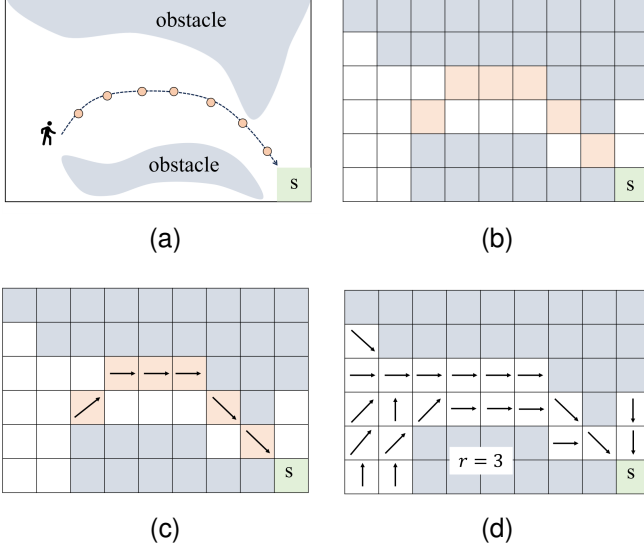 obstacle
obstacle
s
(a)
s
(b)
s
(c)
r = 3
s
(d)